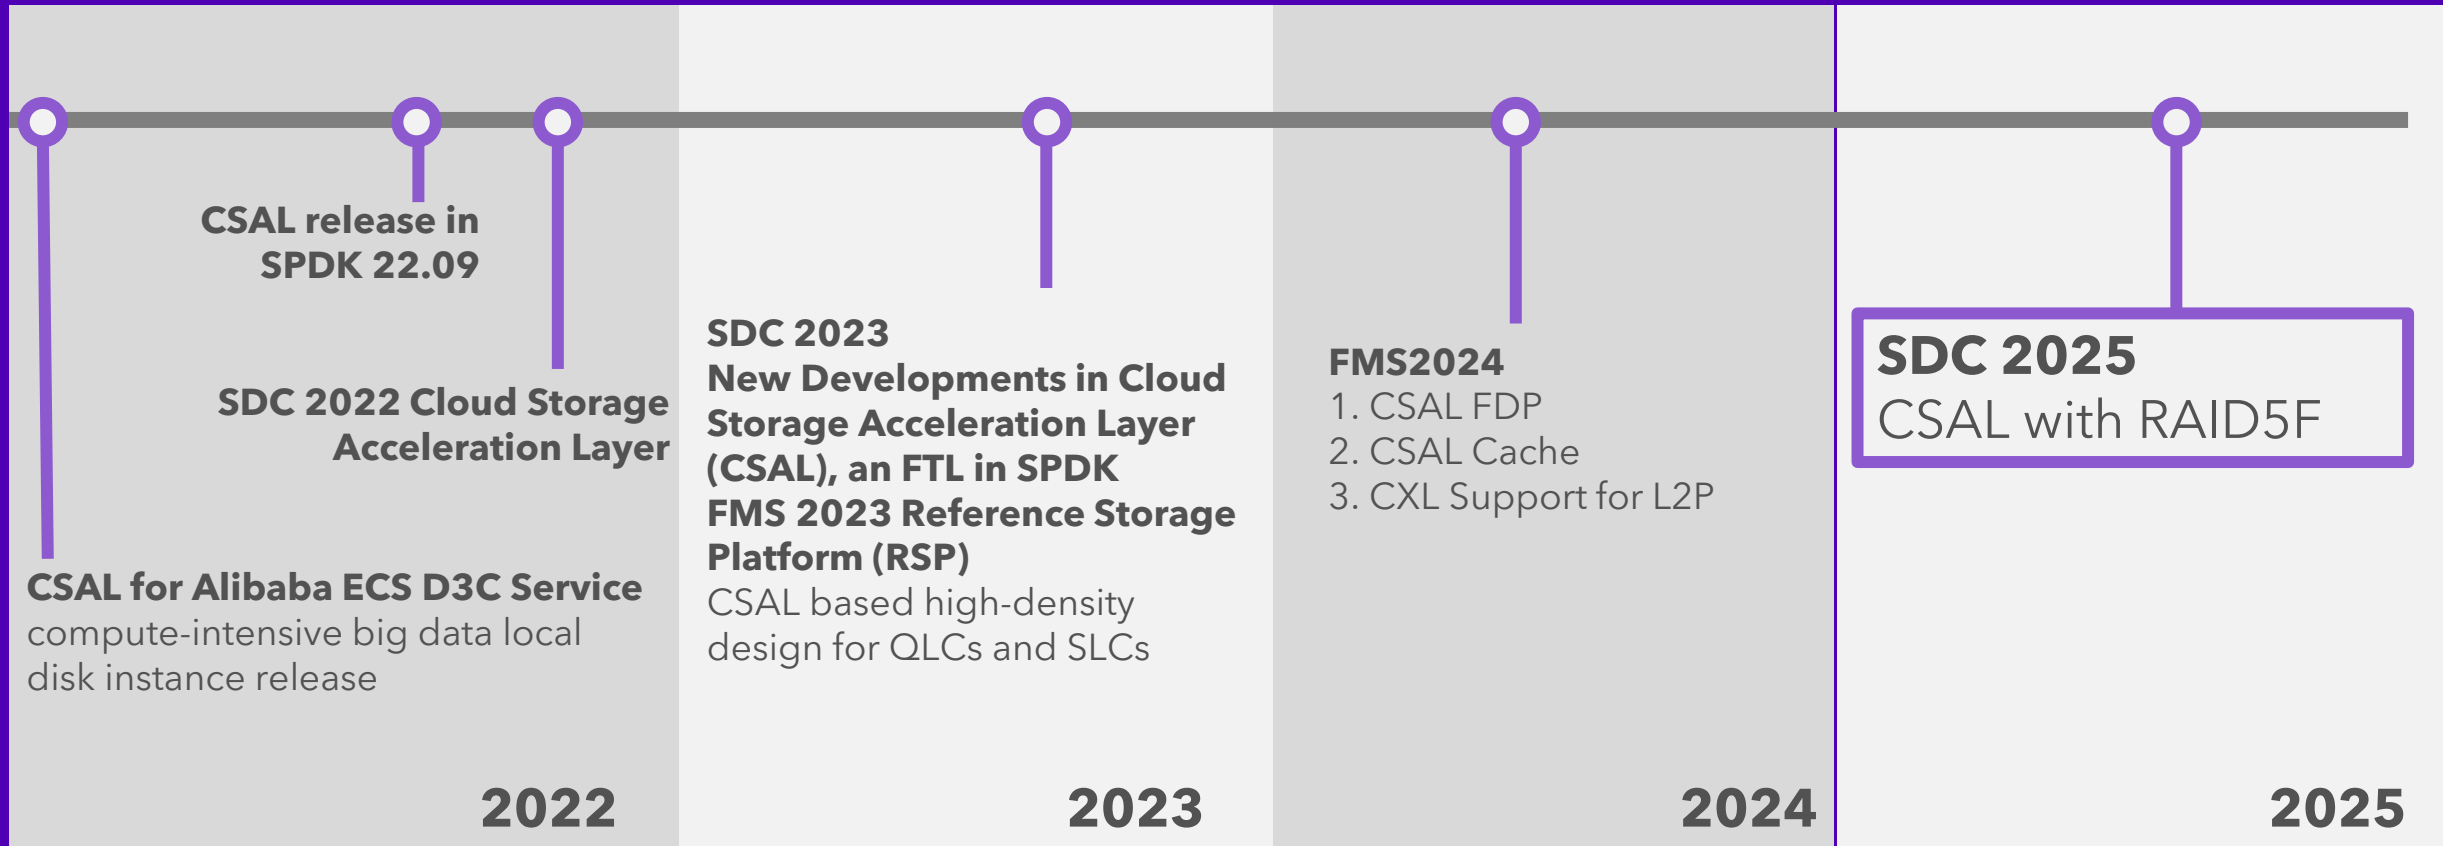 CSAL release in
SPDK 22.09
SDC 2022 Cloud Storage
Acceleration Layer
CSAL for Alibaba ECS D3C Service
compute-intensive big data local
disk instance release
2022
SDC 2023
New Developments in Cloud
Storage Acceleration Layer
(CSAL), an FTL in SPDK
FMS 2023 Reference Storage
Platform (RSP)
CSAL based high-density
design for QLCs and SLCs
2023
FMS2024
1. CSAL FDP
2. CSAL Cache
3. CXL Support for L2P
2024
SDC 2025
CSAL with RAID5F
2025